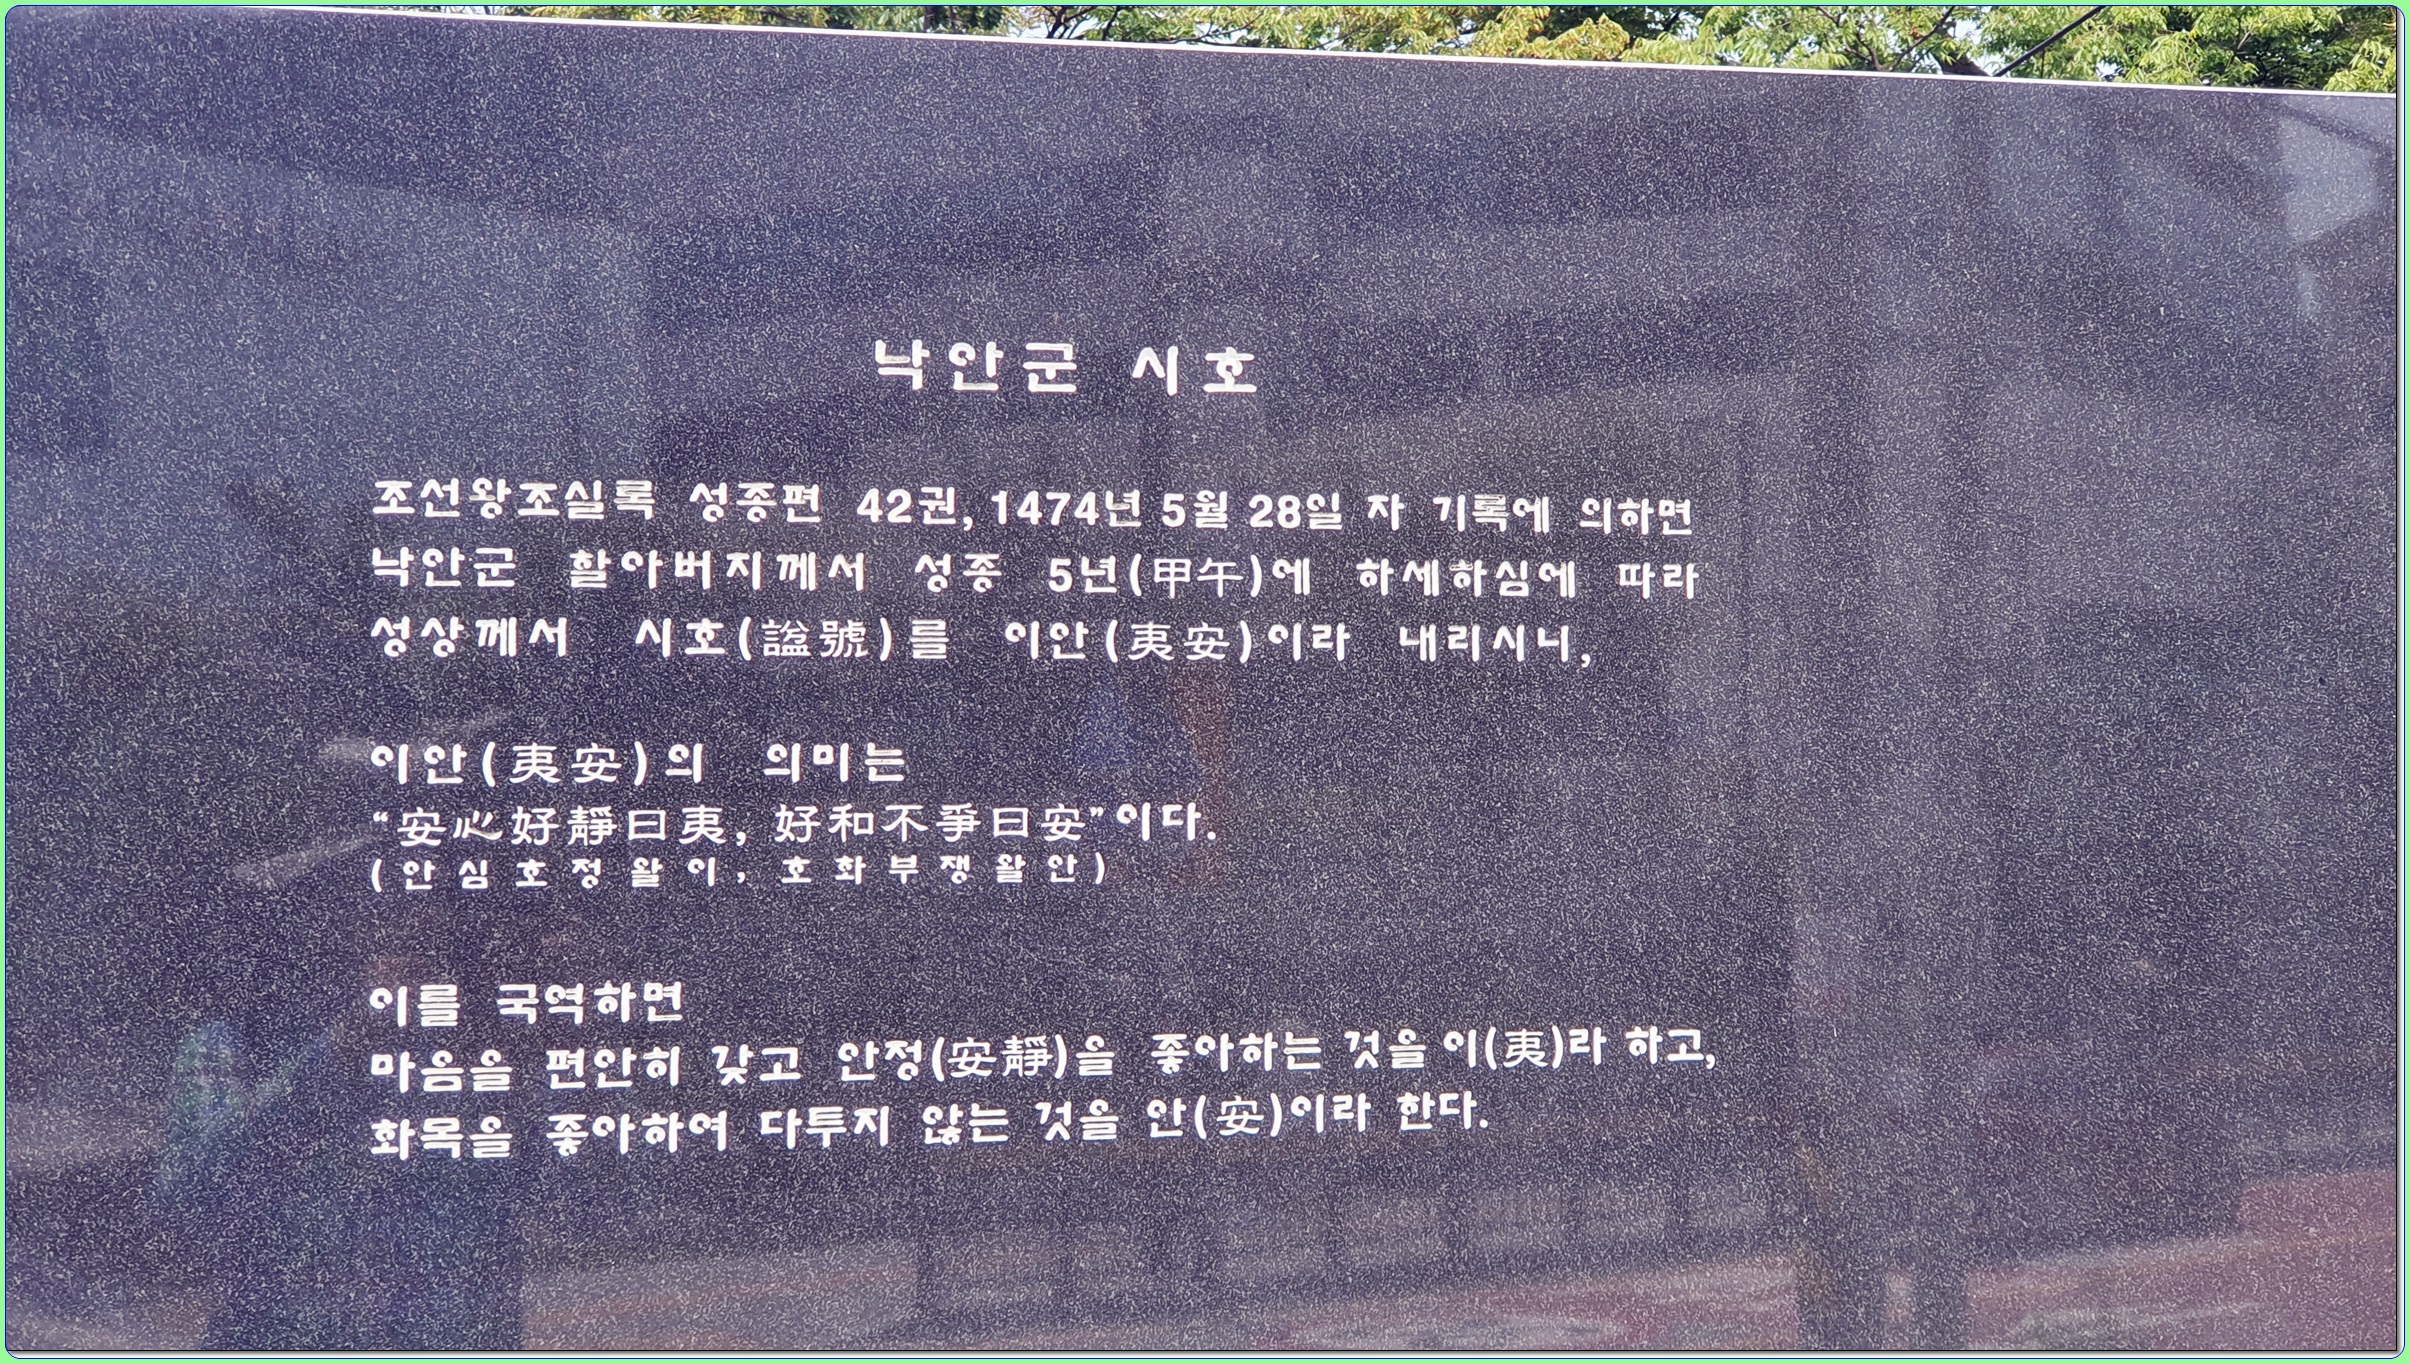 낙안군 시호
조선왕조실록 성종편 42권, 1474년 5월 28일 자 기록에 의하면
낙안군 할아버지께서 성종 5년(甲午)에 하세하심에 따라
성상께서 시호(諡號)를 이안(夷安)이라 내리시니,
이안(夷安)의 의미는
“安心好靜曰夷, 好和不爭曰安”이다.
(안심호정왈이, 호화부쟁왈안)
이를 국역하면
마음을 편안히 갖고 안정(安靜)을 좋아하는 것을 이(夷)라 하고,
화목을 좋아하여 다투지 않는 것을 안(安)이라 한다.